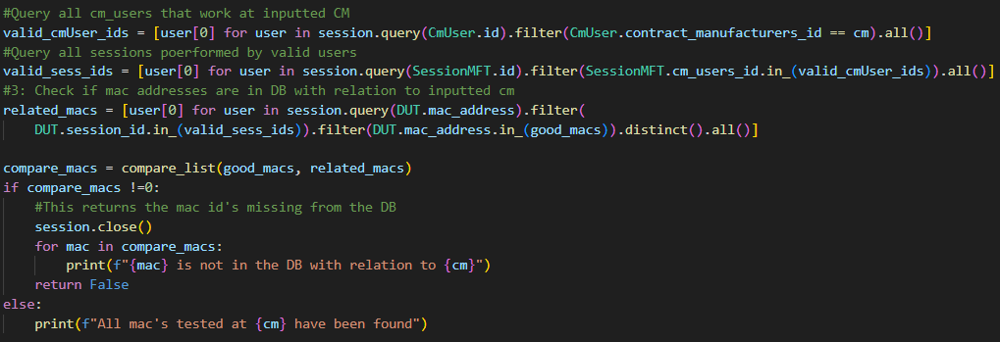 #Query all cm_users that work at inputted CM
valid_cmUser_ids = [user[0] for user in session.query(CmUser.id).filter(CmUser.contract_manufacturers_id == cm).all()]
#Query all sessions poerformed by valid users
valid_sess_ids = [user[0] for user in session.query(SessionMFT.id).filter(SessionMFT.cm_users_id.in_(valid_cmUser_ids)).all()]
#3: Check if mac addresses are in DB with relation to inputted cm
related_macs = [user[0] for user in session.query(DUT.mac_address).filter(
    DUT.session_id.in_(valid_sess_ids)).filter(DUT.mac_address.in_(good_macs)).distinct().all()]

compare_macs = compare_list(good_macs, related_macs)
if compare_macs !=0:
    #This returns the mac id's missing from the DB
    session.close()
    for mac in compare_macs:
        print(f"{mac} is not in the DB with relation to {cm}")
    return False
else:
    print(f"All mac's tested at {cm} have been found")